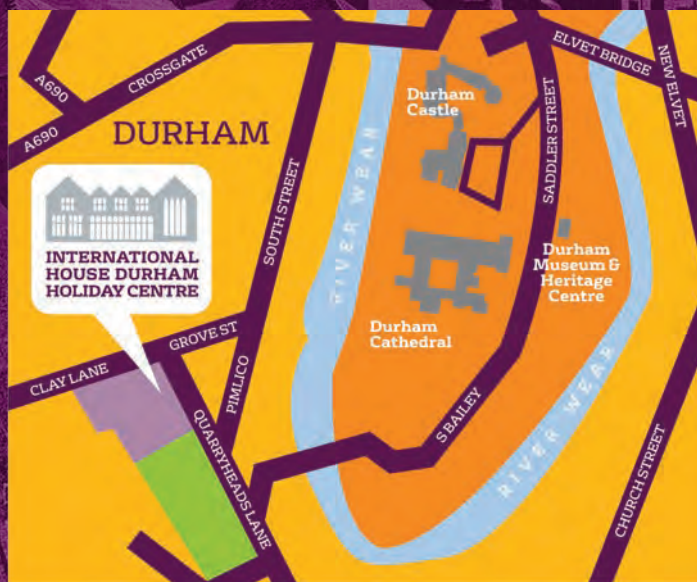 A690
CROSSGATE
A690
DURHAM
INTERNATIONAL
HOUSE DURHAM
HOLIDAY CENTRE
CLAY LANE
GROVE ST
PIMLICO
SOUTH STREET
QUARRYHEADS LANE
RIVER WEAR
Durham
Castle
Durham
Cathedral
S BAILEY
SADDLER STREET
Durham
Museum &
Heritage
Centre
ELVET BRIDGE
NEW ELVET
RIVER WEAR
CHURCH STREET